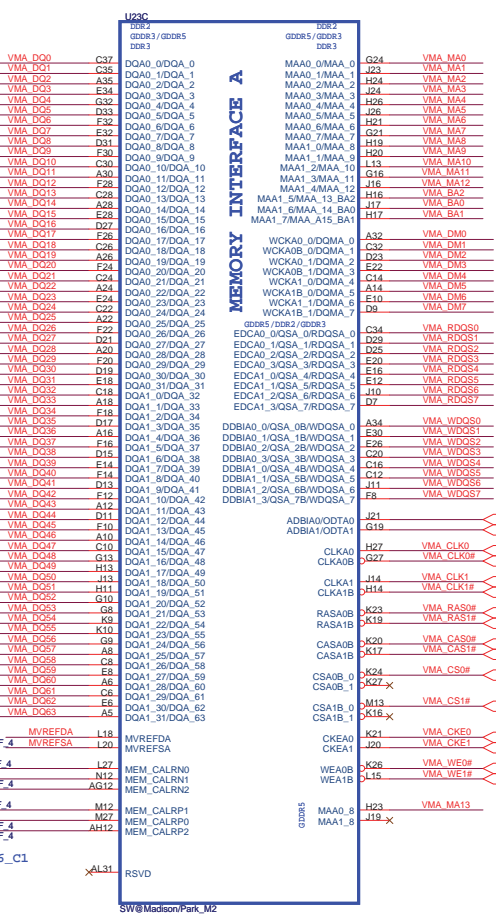 U23C
DDR2 DDR2
GDDR3/GDDR5 GDDR5/GDDR3
DDR3 DDR3
VMA_DQ0 C37 DQA0_0/DQA_0 MAA0_0/MAA_0 G24 VMA_MA0
VMA_DQ1 C35 DQA0_1/DQA_1 MAA0_1/MAA_1 J23 VMA_MA1
VMA_DQ2 A35 DQA0_2/DQA_2 MAA0_2/MAA_2 H24 VMA_MA2
VMA_DQ3 E34 DQA0_3/DQA_3 MAA0_3/MAA_3 J24 VMA_MA3
VMA_DQ4 G32 DQA0_4/DQA_4 MAA0_4/MAA_4 H26 VMA_MA4
VMA_DQ5 D33 DQA0_5/DQA_5 MAA0_5/MAA_5 J26 VMA_MA5
VMA_DQ6 F32 DQA0_6/DQA_6 MAA0_6/MAA_6 H21 VMA_MA6
VMA_DQ7 E32 DQA0_7/DQA_7 MAA0_7/MAA_7 G21 VMA_MA7
VMA_DQ8 D31 DQA0_8/DQA_8 MAA1_0/MAA_8 H19 VMA_MA8
VMA_DQ9 F30 DQA0_9/DQA_9 MAA1_1/MAA_9 H20 VMA_MA9
VMA_DQ10 C30 DQA0_10/DQA_10 MAA1_2/MAA_10 L13 VMA_MA10
VMA_DQ11 A30 DQA0_11/DQA_11 MAA1_3/MAA_11 G16 VMA_MA11
VMA_DQ12 F28 DQA0_12/DQA_12 MAA1_4/MAA_12 J16 VMA_MA12
VMA_DQ13 C28 DQA0_13/DQA_13 MAA1_5/MAA_13_BA2 H16 VMA_BA2
VMA_DQ14 A28 DQA0_14/DQA_14 MAA1_6/MAA_14_BA0 J17 VMA_BA0
VMA_DQ15 E28 DQA0_15/DQA_15 MAA1_7/MAA_A15_BA1 H17 VMA_BA1
VMA_DQ16 D27 DQA0_16/DQA_16
VMA_DQ17 F26 DQA0_17/DQA_17 WCKA0_0/DQMA_0 A32 VMA_DM0
VMA_DQ18 C26 DQA0_18/DQA_18 WCKA0B_0/DQMA_1 C32 VMA_DM1
VMA_DQ19 A26 DQA0_19/DQA_19 WCKA0_1/DQMA_2 D23 VMA_DM2
VMA_DQ20 F24 DQA0_20/DQA_20 WCKA0B_1/DQMA_3 E22 VMA_DM3
VMA_DQ21 C24 DQA0_21/DQA_21 WCKA1_0/DQMA_4 C14 VMA_DM4
VMA_DQ22 A24 DQA0_22/DQA_22 WCKA1B_0/DQMA_5 A14 VMA_DM5
VMA_DQ23 E24 DQA0_23/DQA_23 WCKA1_1/DQMA_6 E10 VMA_DM6
VMA_DQ24 C22 DQA0_24/DQA_24 WCKA1B_1/DQMA_7 D9 VMA_DM7
VMA_DQ25 A22 DQA0_25/DQA_25 GDDR5/DDR2/GDDR3
VMA_DQ26 F22 DQA0_26/DQA_26 EDCA0_0/QSA_0/RDQSA_0 C34 VMA_RDQS0
VMA_DQ27 D21 DQA0_27/DQA_27 EDCA0_1/QSA_1/RDQSA_1 D29 VMA_RDQS1
VMA_DQ28 A20 DQA0_28/DQA_28 EDCA0_2/QSA_2/RDQSA_2 D25 VMA_RDQS2
VMA_DQ29 F20 DQA0_29/DQA_29 EDCA0_3/QSA_3/RDQSA_3 E20 VMA_RDQS3
VMA_DQ30 D19 DQA0_30/DQA_30 EDCA1_0/QSA_4/RDQSA_4 E16 VMA_RDQS4
VMA_DQ31 E18 DQA0_31/DQA_31 EDCA1_1/QSA_5/RDQSA_5 E12 VMA_RDQS5
VMA_DQ32 C18 DQA1_0/DQA_32 EDCA1_2/QSA_6/RDQSA_6 J10 VMA_RDQS6
VMA_DQ33 A18 DQA1_1/DQA_33 EDCA1_3/QSA_7/RDQSA_7 D7 VMA_RDQS7
VMA_DQ34 F18 DQA1_2/DQA_34
VMA_DQ35 D17 DQA1_3/DQA_35 DDBIA0_0/QSA_0B/WDQSA_0 A34 VMA_WDQS0
VMA_DQ36 A16 DQA1_4/DQA_36 DDBIA0_1/QSA_1B/WDQSA_1 E30 VMA_WDQS1
VMA_DQ37 F16 DQA1_5/DQA_37 DDBIA0_2/QSA_2B/WDQSA_2 E26 VMA_WDQS2
VMA_DQ38 D15 DQA1_6/DQA_38 DDBIA0_3/QSA_3B/WDQSA_3 C20 VMA_WDQS3
VMA_DQ39 E14 DQA1_7/DQA_39 DDBIA1_0/QSA_4B/WDQSA_4 C16 VMA_WDQS4
VMA_DQ40 F14 DQA1_8/DQA_40 DDBIA1_1/QSA_5B/WDQSA_5 C12 VMA_WDQS5
VMA_DQ41 D13 DQA1_9/DQA_41 DDBIA1_2/QSA_6B/WDQSA_6 J11 VMA_WDQS6
VMA_DQ42 F12 DQA1_10/DQA_42 DDBIA1_3/QSA_7B/WDQSA_7 F8 VMA_WDQS7
VMA_DQ43 A12 DQA1_11/DQA_43
VMA_DQ44 D11 DQA1_12/DQA_44 ADBIA0/ODTA0 J21
VMA_DQ45 F10 DQA1_13/DQA_45 ADBIA1/ODTA1 G19
VMA_DQ46 A10 DQA1_14/DQA_46
VMA_DQ47 C10 DQA1_15/DQA_47 CLKA0 H27 VMA_CLK0
VMA_DQ48 G13 DQA1_16/DQA_48 CLKA0B G27 VMA_CLK0#
VMA_DQ49 H13 DQA1_17/DQA_49
VMA_DQ50 J13 DQA1_18/DQA_50 CLKA1 J14 VMA_CLK1
VMA_DQ51 H11 DQA1_19/DQA_51 CLKA1B H14 VMA_CLK1#
VMA_DQ52 G10 DQA1_20/DQA_52
VMA_DQ53 G8 DQA1_21/DQA_53 RASA0B K23 VMA_RAS0#
VMA_DQ54 K9 DQA1_22/DQA_54 RASA1B K19 VMA_RAS1#
VMA_DQ55 K10 DQA1_23/DQA_55
VMA_DQ56 G9 DQA1_24/DQA_56 CASA0B K20 VMA_CAS0#
VMA_DQ57 A8 DQA1_25/DQA_57 CASA1B K17 VMA_CAS1#
VMA_DQ58 C8 DQA1_26/DQA_58
VMA_DQ59 E8 DQA1_27/DQA_59 CSA0B_0 K24 VMA_CS0#
VMA_DQ60 A6 DQA1_28/DQA_60 CSA0B_1 K27
VMA_DQ61 C6 DQA1_29/DQA_61
VMA_DQ62 E6 DQA1_30/DQA_62 CSA1B_0 M13 VMA_CS1#
VMA_DQ63 A5 DQA1_31/DQA_63 CSA1B_1 K16
MVREFDA L18 MVREFDA CKEA0 K21 VMA_CKE0
F_4 MVREFSA L20 MVREFSA CKEA1 J20 VMA_CKE1
F_4 L27 MEM_CALRN0 WEA0B K26 VMA_WE0#
N12 MEM_CALRN1 WEA1B L15 VMA_WE1#
F_4 AG12 MEM_CALRN2
F_4 M12 MEM_CALRP1 MAA0_8 H23 VMA_MA13
M27 MEM_CALRP0 MAA1_8 J19
F_4 AH12 MEM_CALRP2
_4
GDDR5
MEMORY INTERFACE A
_C1
AL31 RSVD
SW@Madison/Park_M2